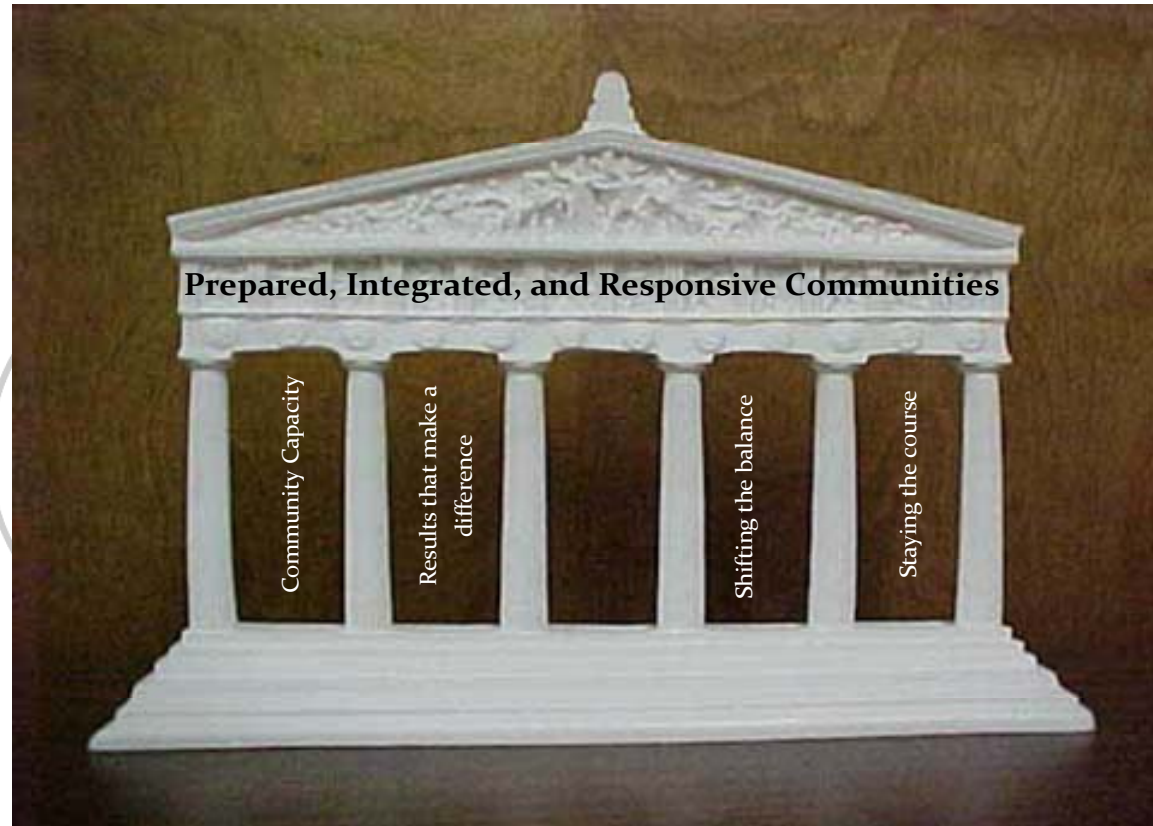 Prepared, Integrated, and Responsive Communities
Community Capacity
Results that make a
difference
Shifting the balance
Staying the course